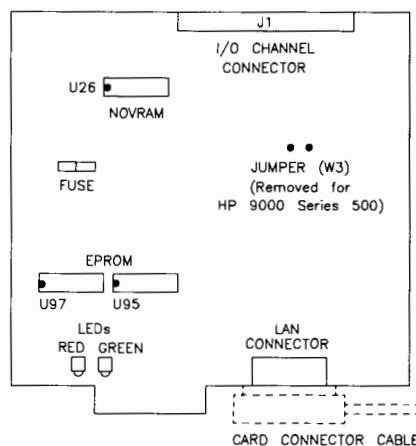 J1
I/O CHANNEL
CONNECTOR
U26
NOVRAM
FUSE
JUMPER (W3)
(Removed for
HP 9000 Series 500)
EPROM
U97 U95
LEDs
RED GREEN
LAN
CONNECTOR
CARD CONNECTOR CABLE